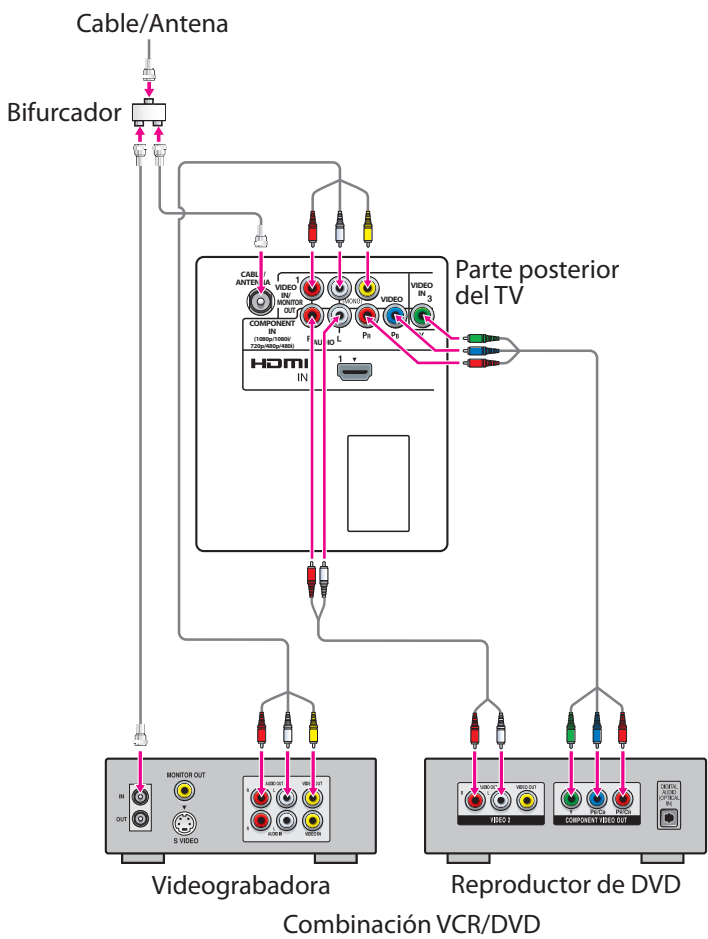 Cable/Antena
Bifurcador
Parte posterior
del TV
CABLE/
ANTENNA
1
VIDEO
IN/
MONITOR
OUT
(MONO)
VIDEO
VIDEO
IN
3
COMPONENT
IN
(1080p/1080i/
720p/480p/480i)
R
AUDIO
L
PR
PB
Y
HDMI
IN
1
MONITOR OUT
IN
OUT
S VIDEO
AUDIO OUT
VIDEO OUT
R
L
R
L
AUDIO IN
VIDEO IN
R
L
AUDIO OUT
VIDEO OUT
VIDEO 2
Y
PB/CB
PR/CR
COMPONENT VIDEO OUT
DIGITAL
AUDIO
(OPTICAL
IN)
Videograbadora
Reproductor de DVD
Combinación VCR/DVD